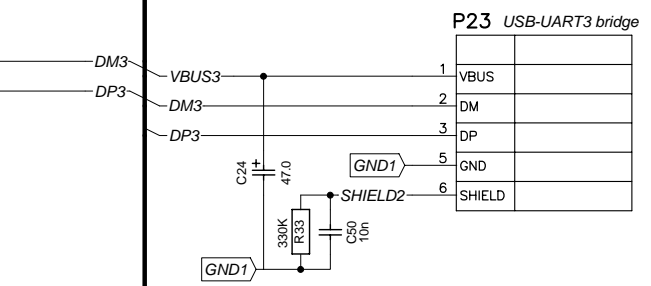 P23 USB-UART3 bridge
DM3
VBUS3
1 VBUS
DP3
DM3
2 DM
DP3
3 DP
C24
+
47.0
GND1
5 GND
SHIELD2
6 SHIELD
330K
R33
C50
10n
GND1